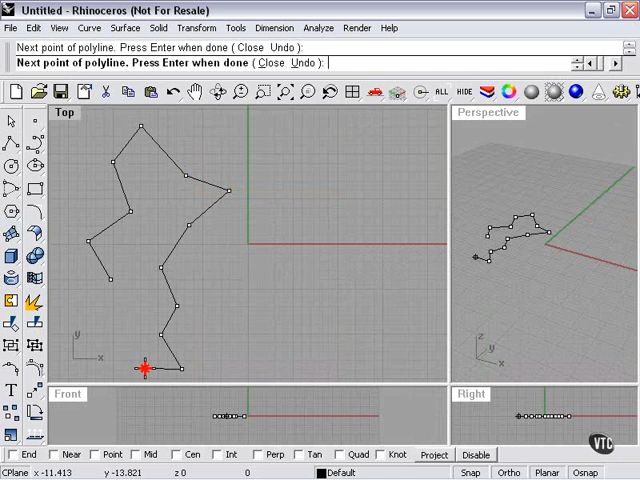 Untitled - Rhinoceros (Not For Resale)
File Edit View Curve Surface Solid Transform Tools Dimension Analyze Render Help
Next point of polyline. Press Enter when done ( Close Undo ):
Next point of polyline. Press Enter when done ( Close Undo ):
ALL HIDE
Top
Perspective
y
x
z
y
x
T
Front
Right
End Near Point Mid Cen Int Perp Tan Quad Knot Project Disable
VTC
CPlane x -11.413 y -13.821 z 0 0 Default Snap Ortho Planar Osnap